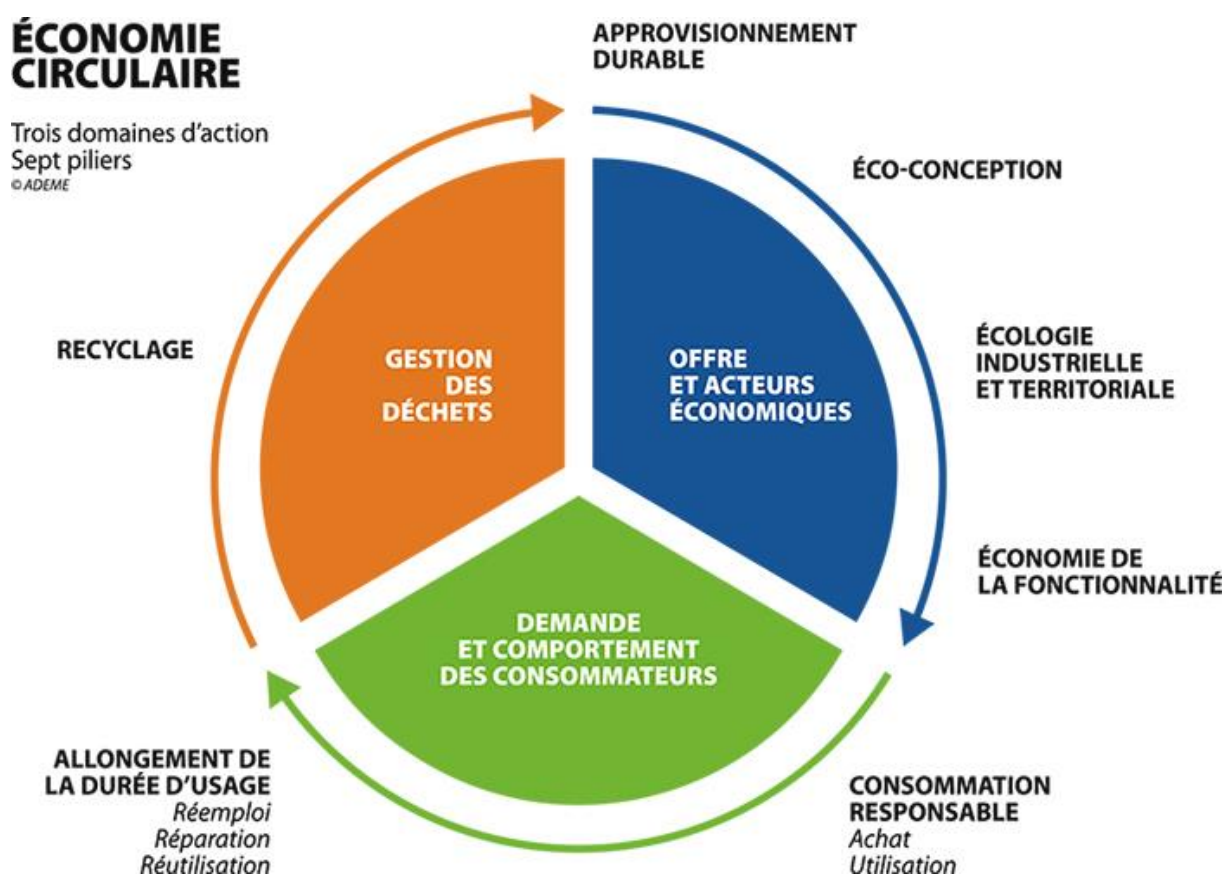 ÉCONOMIE
CIRCULAIRE
Trois domaines d’action
Sept piliers
© ADEME
APPROVISIONNEMENT
DURABLE
ÉCO-CONCEPTION
ÉCOLOGIE
INDUSTRIELLE
ET TERRITORIALE
ÉCONOMIE DE
LA FONCTIONNALITÉ
CONSOMMATION
RESPONSABLE
Achat
Utilisation
ALLONGEMENT DE
LA DURÉE D’USAGE
Réemploi
Réparation
Réutilisation
RECYCLAGE
GESTION
DES
DÉCHETS
OFFRE
ET ACTEURS
ÉCONOMIQUES
DEMANDE
ET COMPORTEMENT
DES CONSOMMATEURS